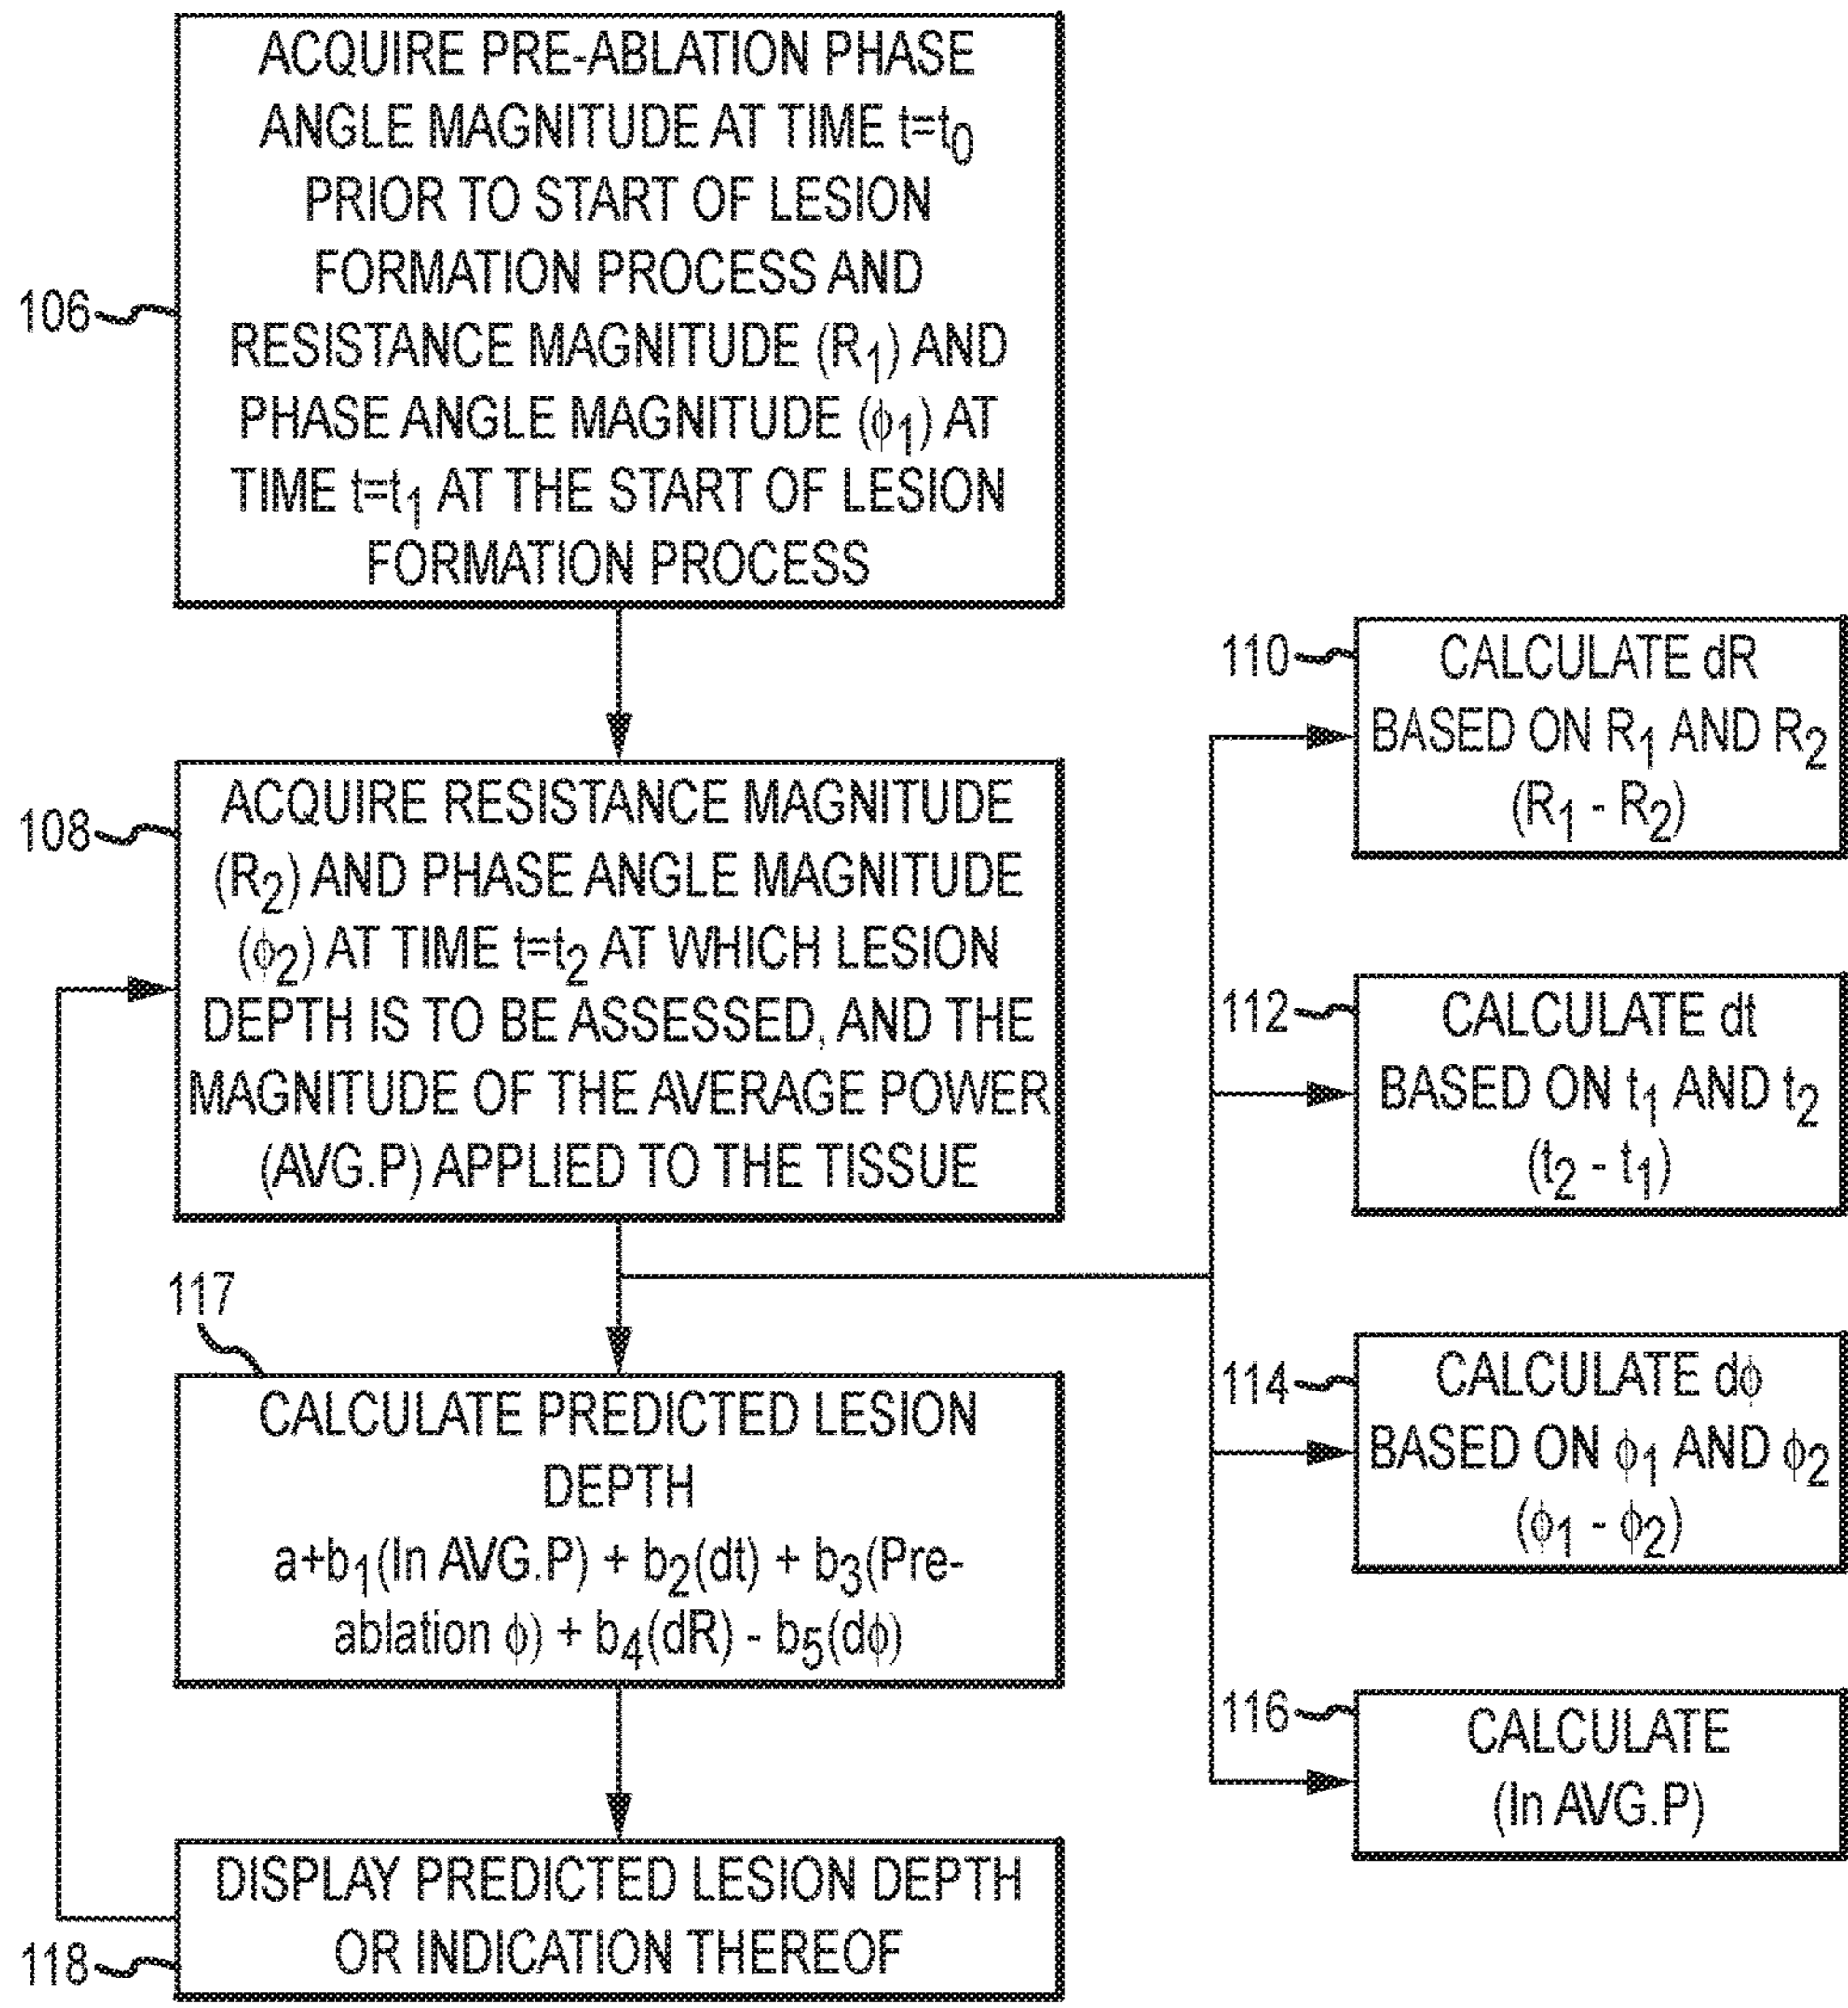 ACQUIRE PRE-ABLATION PHASE
ANGLE MAGNITUDE AT TIME t=t0
PRIOR TO START OF LESION
FORMATION PROCESS AND
RESISTANCE MAGNITUDE (R1) AND
PHASE ANGLE MAGNITUDE (ϕ1) AT
TIME t=t1 AT THE START OF LESION
FORMATION PROCESS
106
ACQUIRE RESISTANCE MAGNITUDE
(R2) AND PHASE ANGLE MAGNITUDE
(ϕ2) AT TIME t=t2 AT WHICH LESION
DEPTH IS TO BE ASSESSED, AND THE
MAGNITUDE OF THE AVERAGE POWER
(AVG.P) APPLIED TO THE TISSUE
108
110
CALCULATE dR
BASED ON R1 AND R2
(R1 - R2)
112
CALCULATE dt
BASED ON t1 AND t2
(t2 - t1)
114
CALCULATE dϕ
BASED ON ϕ1 AND ϕ2
(ϕ1 - ϕ2)
116
CALCULATE
(ln AVG.P)
117
CALCULATE PREDICTED LESION
DEPTH
a+b1(ln AVG.P) + b2(dt) + b3(Pre-
ablation ϕ) + b4(dR) - b5(dϕ)
118
DISPLAY PREDICTED LESION DEPTH
OR INDICATION THEREOF